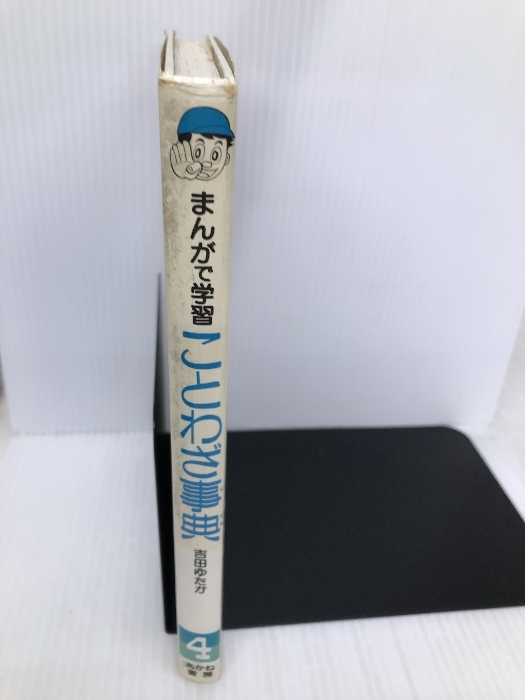 まんがで学習
ことわざ事典
吉田ゆたか
4
あかね
書房